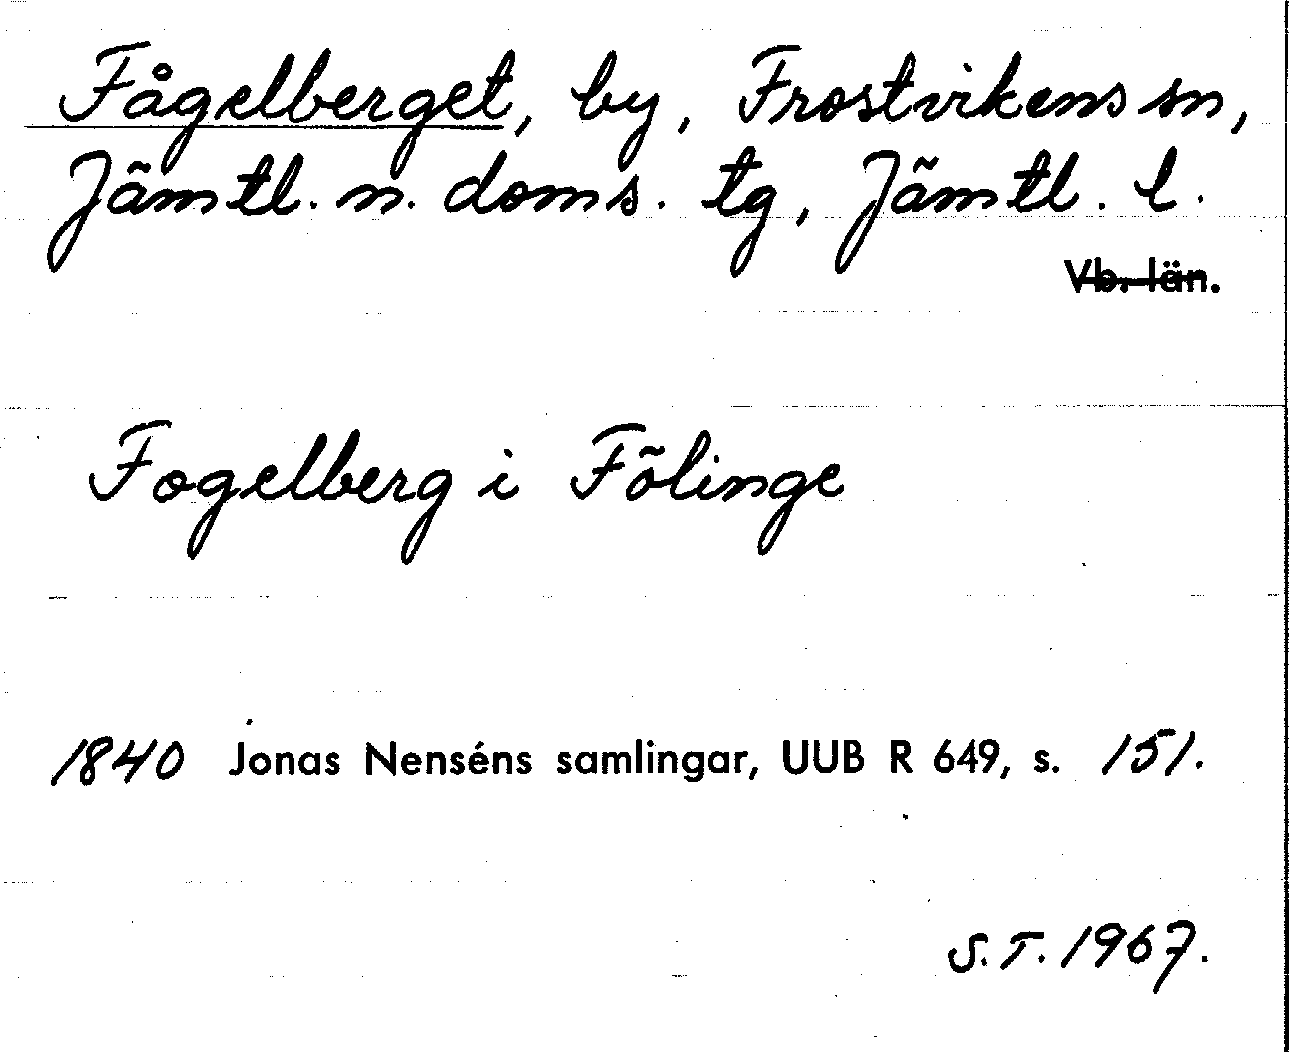 Fågelberget, by, Frostvikens sn,
Jämtl. n. doms. tg, Jämtl. l.
Vb. län.
Fogelberg i Fölinge
1840 Jonas Nenséns samlingar, UUB R 649, s. 151.
S.T. 1967.